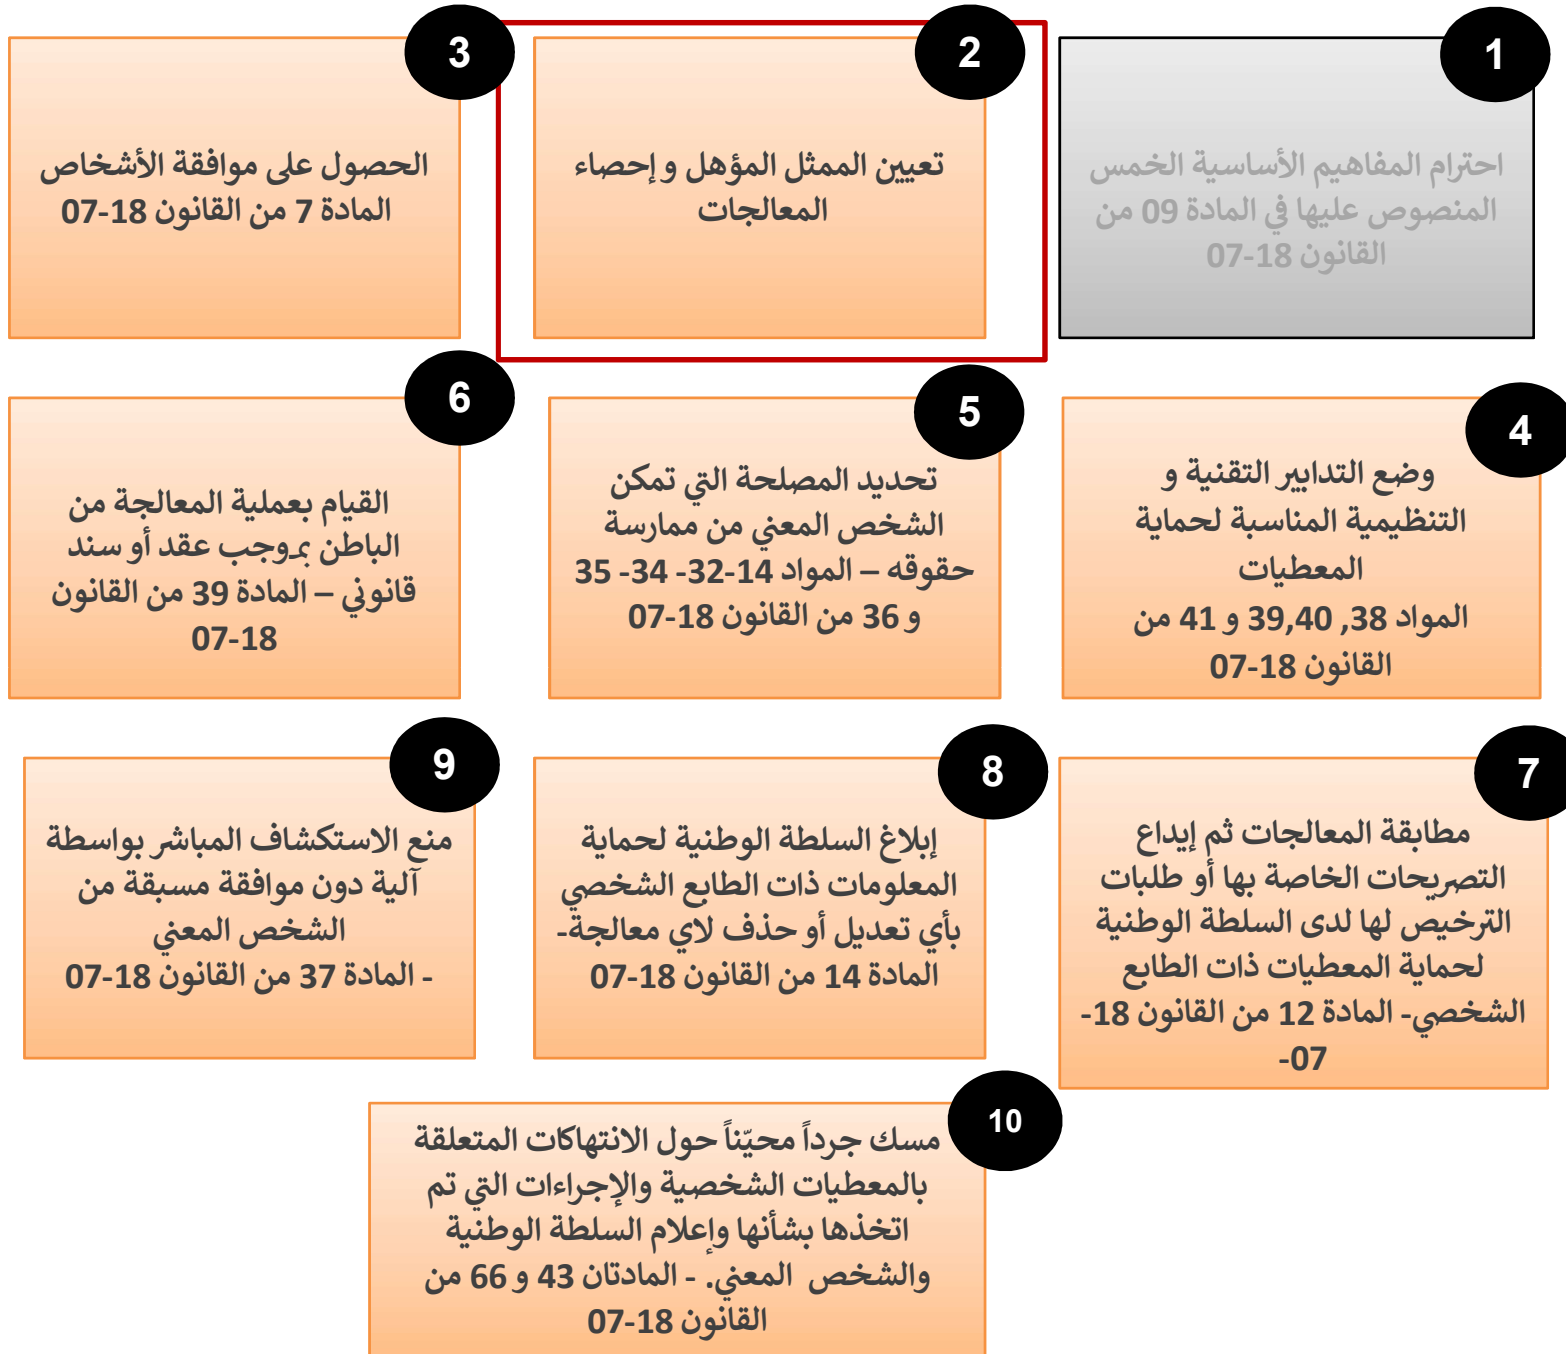 1
احترام المفاهيم الأساسية الخمس
المنصوص عليها في المادة 09 من
القانون 18-07
2
تعيين الممثل المؤهل و إحصاء
المعالجات
3
الحصول على موافقة الأشخاص
المادة 7 من القانون 18-07
4
وضع التدابير التقنية و
التنظيمية المناسبة لحماية
المعطيات
المواد 38, 39,40 و 41 من
القانون 18-07
5
تحديد المصلحة التي تمكن
الشخص المعني من ممارسة
حقوقه – المواد 14-32- 34- 35
و 36 من القانون 18-07
6
القيام بعملية المعالجة من
الباطن بموجب عقد أو سند
قانوني – المادة 39 من القانون
18-07
7
مطابقة المعالجات ثم إيداع
التصريحات الخاصة بها أو طلبات
الترخيص لها لدى السلطة الوطنية
لحماية المعطيات ذات الطابع
الشخصي- المادة 12 من القانون 18-
07-
8
إبلاغ السلطة الوطنية لحماية
المعلومات ذات الطابع الشخصي
بأي تعديل أو حذف لاي معالجة-
المادة 14 من القانون 18-07
9
منع الاستكشاف المباشر بواسطة
آلية دون موافقة مسبقة من
الشخص المعني
- المادة 37 من القانون 18-07
10
مسك جرداً محيّناً حول الانتهاكات المتعلقة
بالمعطيات الشخصية والإجراءات التي تم
اتخذها بشأنها وإعلام السلطة الوطنية
والشخص المعني. - المادتان 43 و 66 من
القانون 18-07